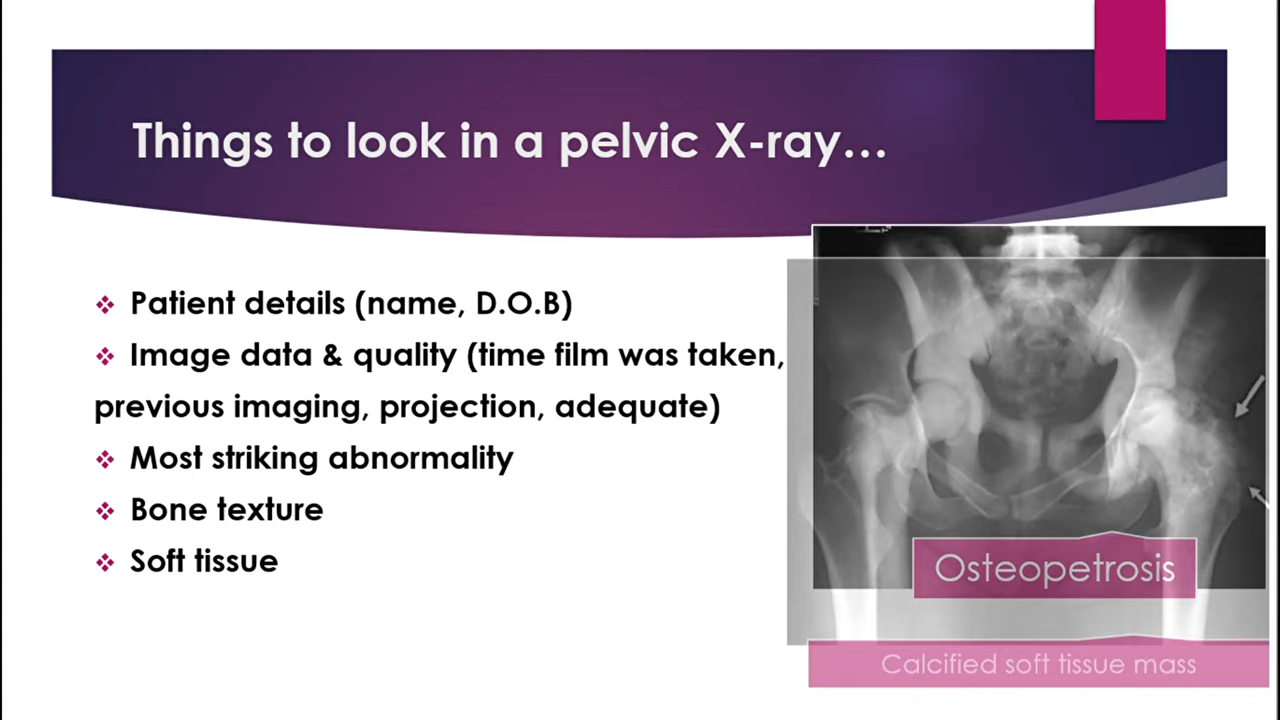 Things to look in a pelvic X-ray…
❖ Patient details (name, D.O.B)
❖ Image data & quality (time film was taken,
previous imaging, projection, adequate)
❖ Most striking abnormality
❖ Bone texture
❖ Soft tissue
Osteopetrosis
Calcified soft tissue mass